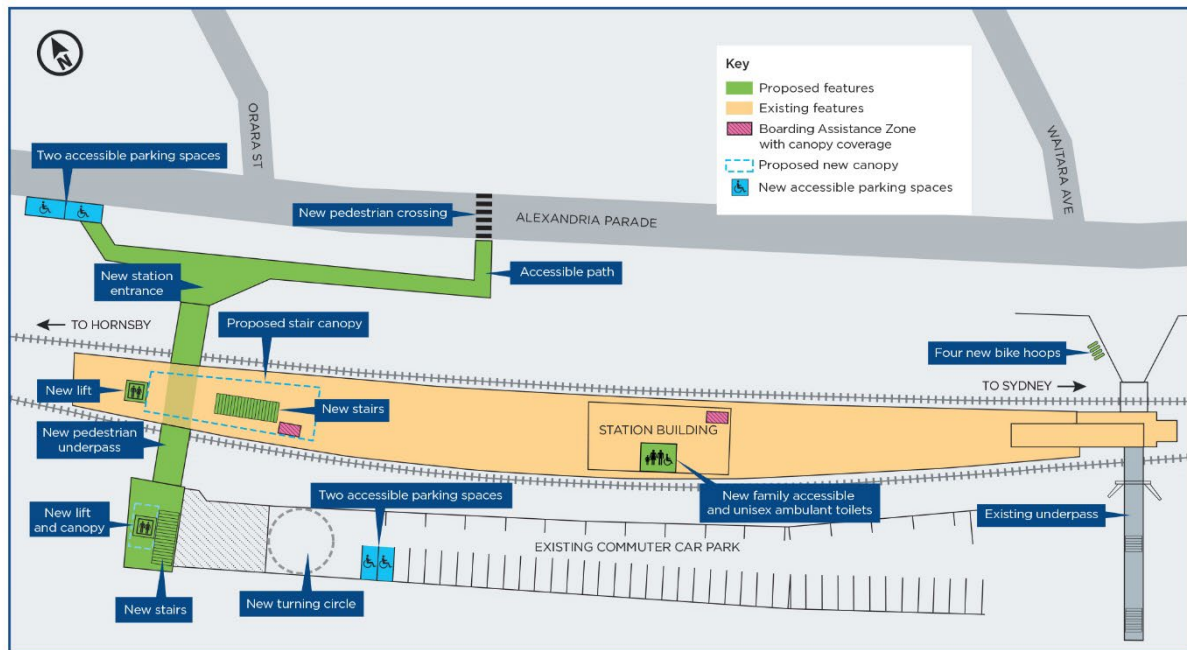 N
ORARA ST
WAITARA AVE
Key
Proposed features
Existing features
Boarding Assistance Zone
with canopy coverage
Proposed new canopy
New accessible parking spaces
Two accessible parking spaces
New pedestrian crossing
ALEXANDRIA PARADE
New station
entrance
Accessible path
TO HORNSBY
Proposed stair canopy
Four new bike hoops
TO SYDNEY
New lift
New stairs
STATION BUILDING
New pedestrian
underpass
New family accessible
and unisex ambulant toilets
New lift
and canopy
Two accessible parking spaces
Existing underpass
EXISTING COMMUTER CAR PARK
New stairs
New turning circle